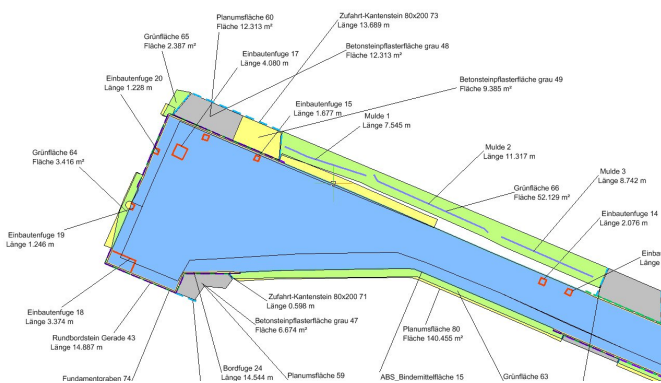 Planumsfläche 60
Fläche 12.313 m²
Zufahrt-Kantenstein 80x200 73
Länge 13.689 m
Grünfläche 65
Fläche 2.387 m²
Einbautenfuge 17
Länge 4.080 m
Betonsteinpflasterfläche grau 48
Fläche 12.313 m²
Einbautenfuge 20
Länge 1.228 m
Betonsteinpflasterfläche grau 49
Fläche 9.385 m²
Einbautenfuge 15
Länge 1.677 m
Mulde 1
Länge 7.545 m
Mulde 2
Länge 11.317 m
Grünfläche 64
Fläche 3.416 m²
Mulde 3
Länge 8.742 m
Grünfläche 66
Fläche 52.129 m²
Einbautenfuge 14
Länge 2.076 m
Einbautenfuge 19
Länge 1.246 m
Einba
Länge
Einbautenfuge 18
Länge 3.374 m
Zufahrt-Kantenstein 80x200 71
Länge 0.598 m
Betonsteinpflasterfläche grau 47
Fläche 6.674 m²
Planumsfläche 80
Fläche 140.455 m²
Rundbordstein Gerade 43
Länge 14.887 m
Bordfuge 24
Länge 14.544 m
Planumsfläche 59
Fundamentgraben 74
ABS_Bindemittelfläche 15
Grünfläche 63